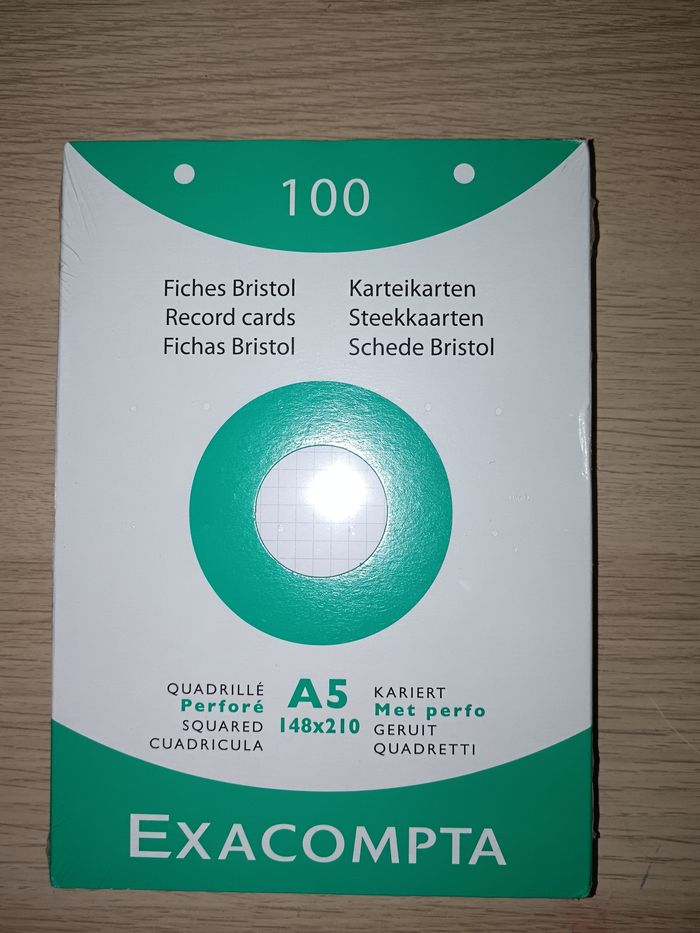 100
Fiches Bristol
Record cards
Fichas Bristol
Karteikarten
Steekkaarten
Schede Bristol
QUADRILLÉ
Perforé
SQUARED
CUADRICULA
A5
148x210
KARIERT
Met perfo
GERUIT
QUADRETTI
EXACOMPTA